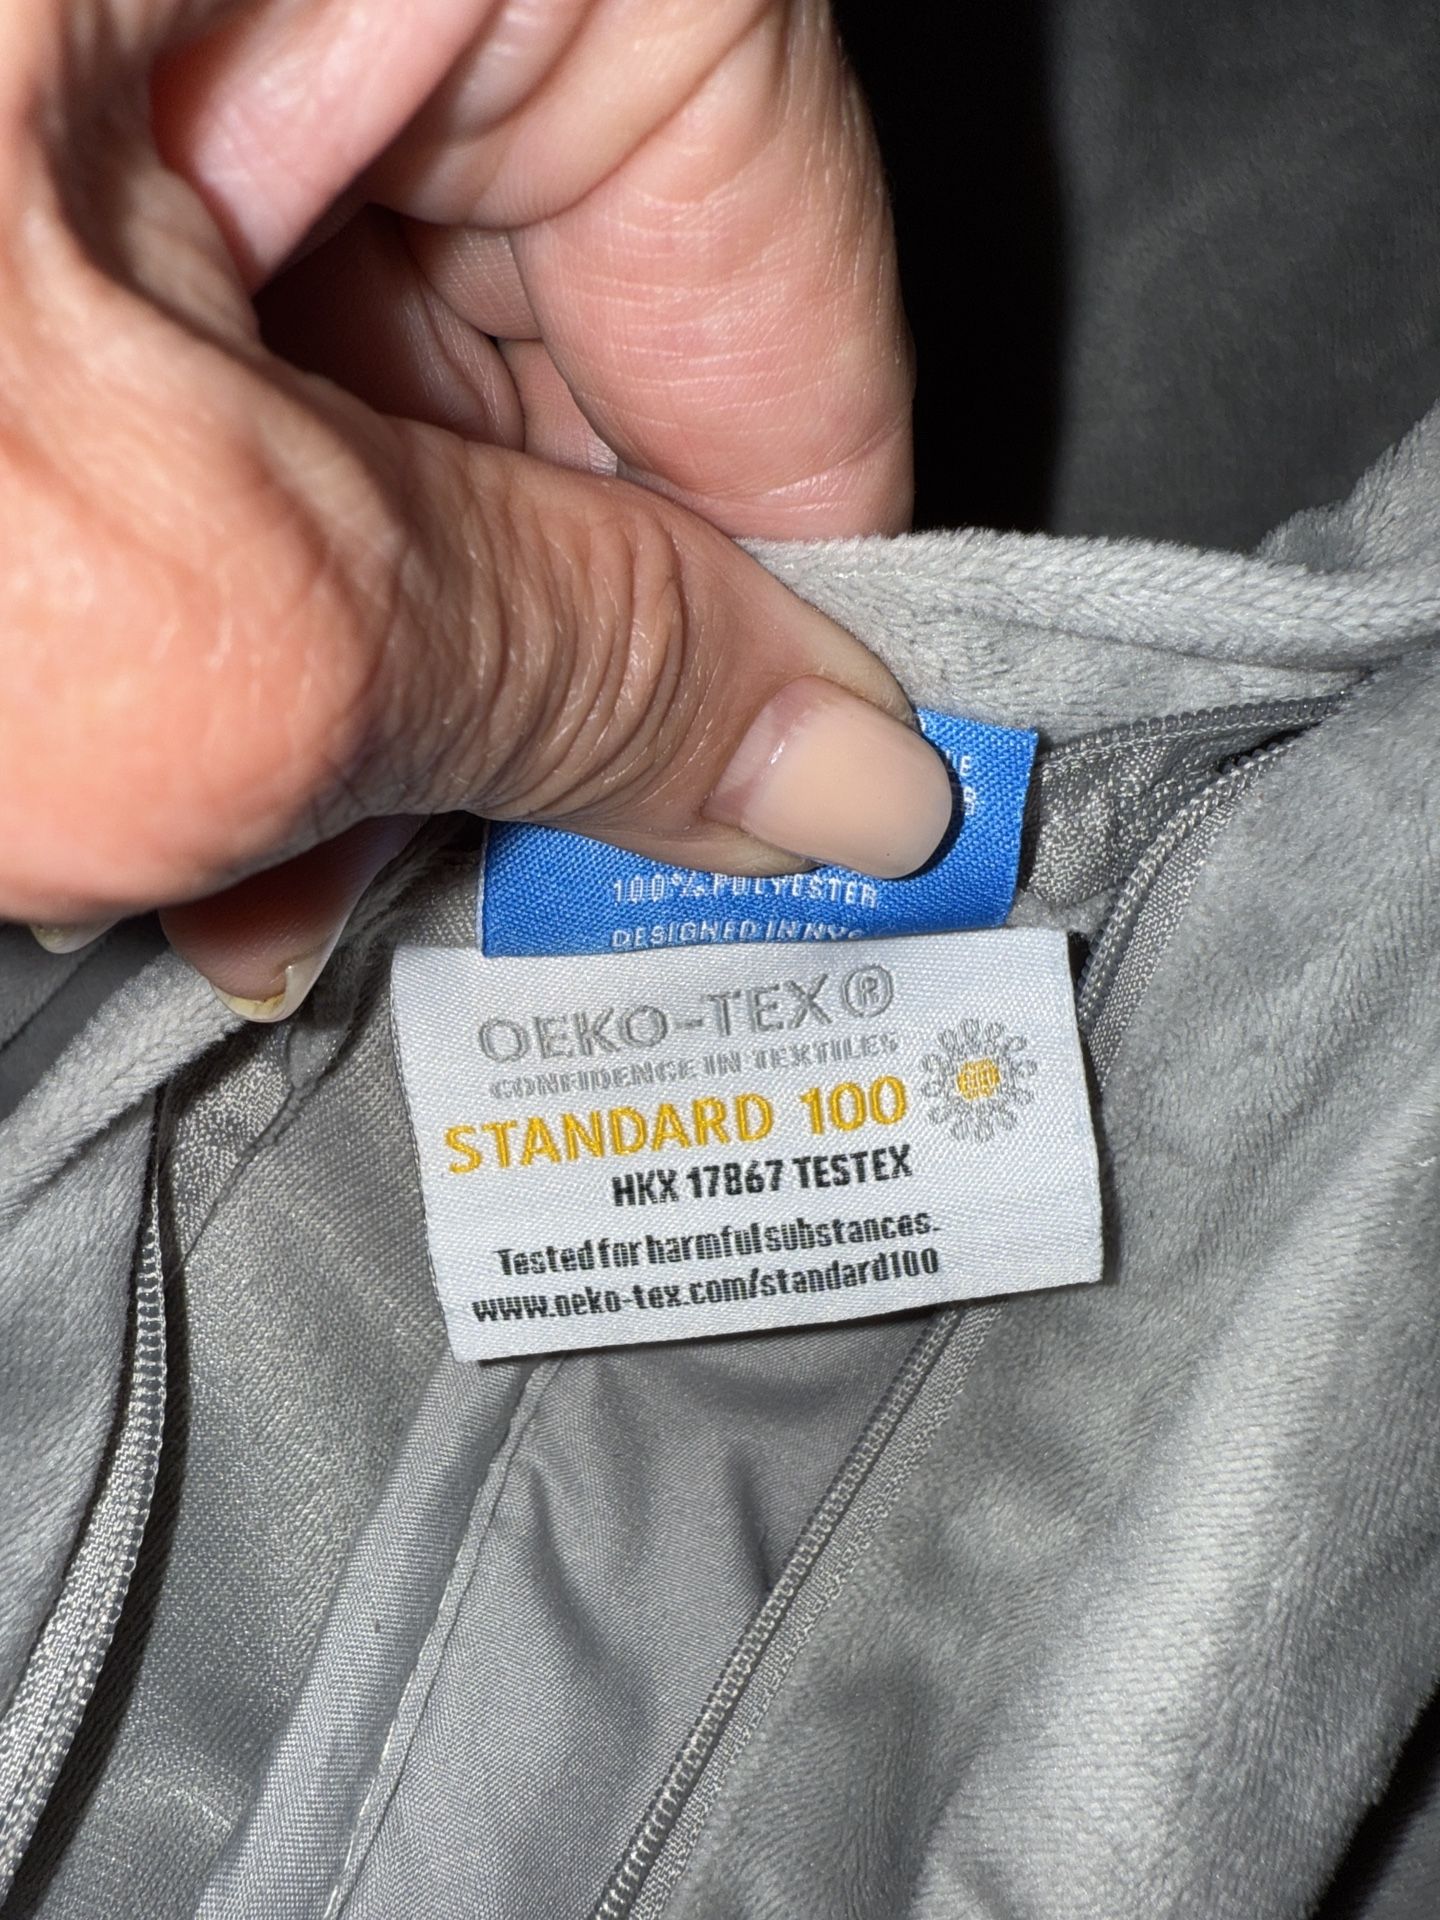 100% POLYESTER
DESIGNED IN NYC
OEKO-TEX®
CONFIDENCE IN TEXTILES
STANDARD 100
HKX 17867 TESTEX
Tested for harmful substances.
www.oeko-tex.com/standard100